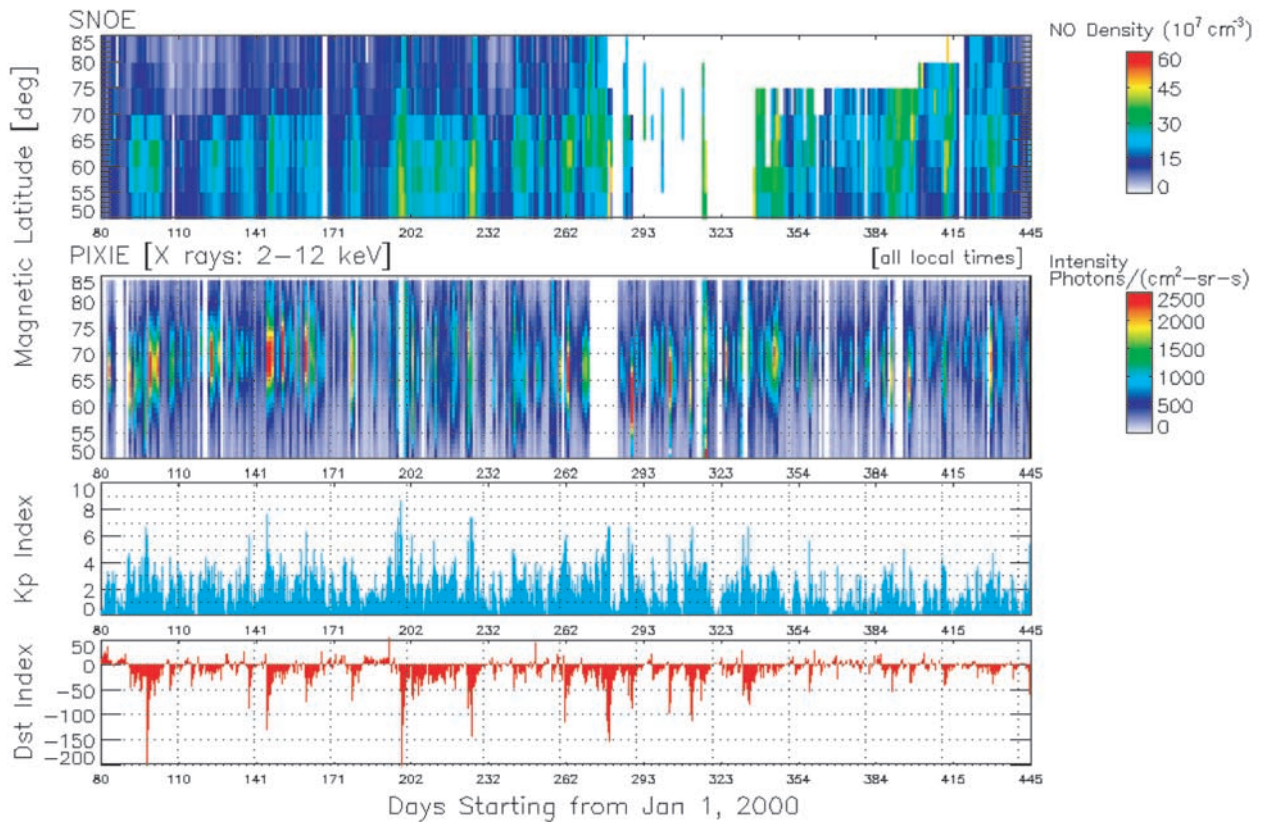 SNOE
NO Density (10⁷ cm⁻³)
Magnetic Latitude [deg]
85
80
75
70
65
60
55
50
60
45
30
15
0
80 110 141 171 202 232 262 293 323 354 384 415 445
PIXIE [X rays: 2–12 keV]
[all local times]
Intensity
Photons/(cm²–sr–s)
85
80
75
70
65
60
55
50
2500
2000
1500
1000
500
0
80 110 141 171 202 232 262 293 323 354 384 415 445
Kp Index
10
8
6
4
2
0
80 110 141 171 202 232 262 293 323 354 384 415 445
Dst Index
50
0
-50
-100
-150
-200
80 110 141 171 202 232 262 293 323 354 384 415 445
Days Starting from Jan 1, 2000